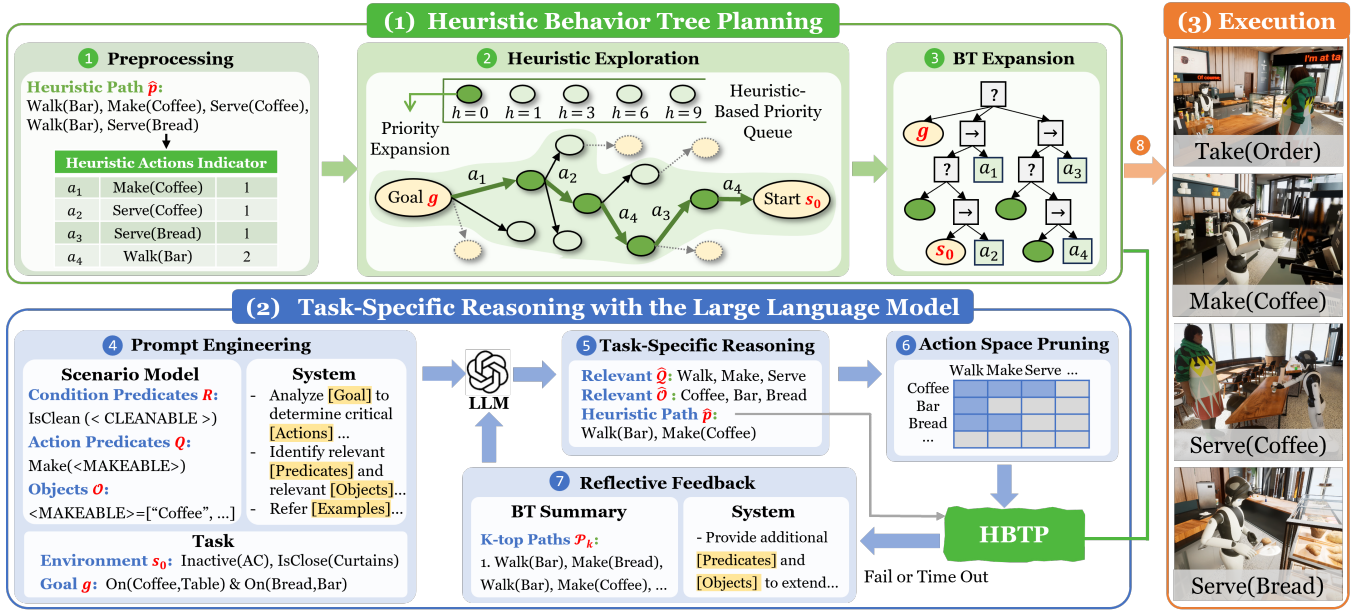 (1) Heuristic Behavior Tree Planning
1 Preprocessing
Heuristic Path p̂:
Walk(Bar), Make(Coffee), Serve(Coffee),
Walk(Bar), Serve(Bread)
Heuristic Actions Indicator
a₁ Make(Coffee) 1
a₂ Serve(Coffee) 1
a₃ Serve(Bread) 1
a₄ Walk(Bar) 2
2 Heuristic Exploration
h=0 h=1 h=3 h=6 h=9
Heuristic-
Based Priority
Queue
Priority
Expansion
Goal g
a₁
a₂
a₄
a₃
a₄
Start s₀
3 BT Expansion
?
g → →
? a₁ ? a₃
→ →
s₀ a₂ a₄
8
(3) Execution
Of course,
I'm at ta
Take(Order)
Make(Coffee)
Serve(Coffee)
Serve(Bread)
(2) Task-Specific Reasoning with the Large Language Model
4 Prompt Engineering
Scenario Model
Condition Predicates R:
IsClean (< CLEANABLE >)
Action Predicates Q:
Make(<MAKEABLE>)
Objects O:
<MAKEABLE>=["Coffee", ...]
System
- Analyze [Goal] to
determine critical
[Actions] ...
- Identify relevant
[Predicates] and
relevant [Objects]...
- Refer [Examples]...
Task
Environment s₀: Inactive(AC), IsClose(Curtains)
Goal g: On(Coffee,Table) & On(Bread,Bar)
LLM
5 Task-Specific Reasoning
Relevant Q̂: Walk, Make, Serve
Relevant Ô: Coffee, Bar, Bread
Heuristic Path p̂:
Walk(Bar), Make(Coffee)
6 Action Space Pruning
Walk Make Serve ...
Coffee
Bar
Bread
...
7 Reflective Feedback
BT Summary
K-top Paths Pₖ:
1. Walk(Bar), Make(Bread),
Walk(Bar), Make(Coffee), ...
System
- Provide additional
[Predicates] and
[Objects] to extend...
HBTP
Fail or Time Out